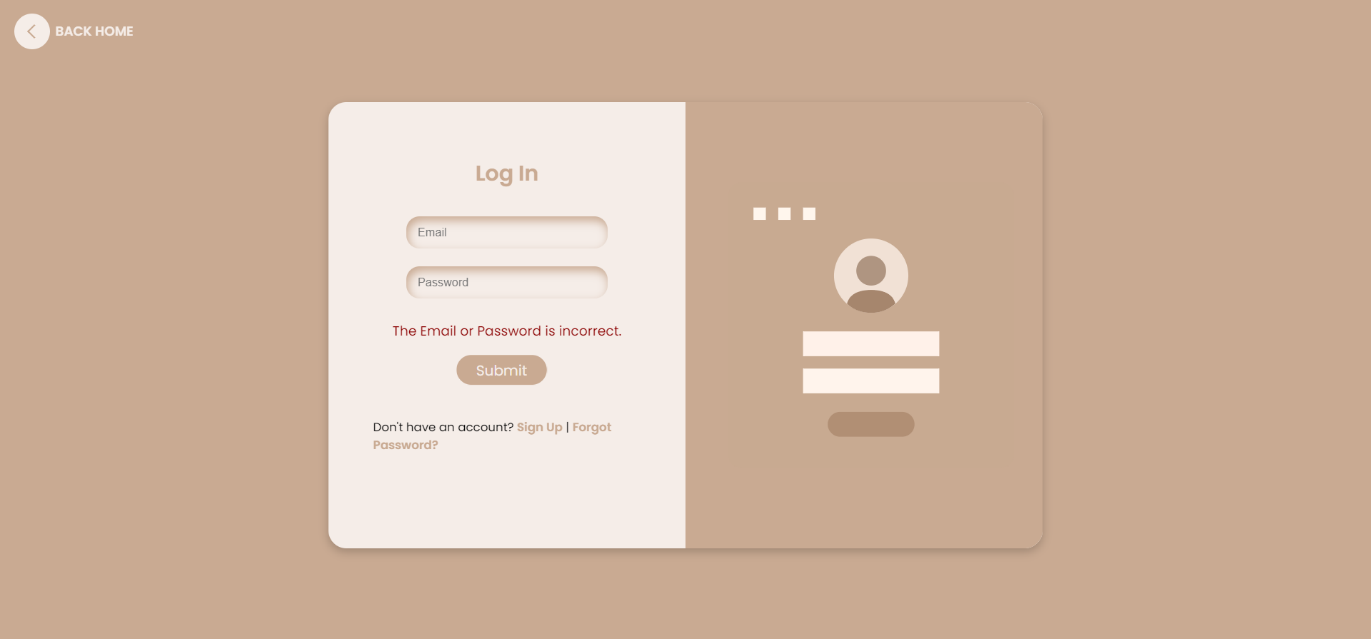 BACK HOME
Log In
Email
Password
The Email or Password is incorrect.
Submit
Don't have an account? Sign Up | Forgot
Password?